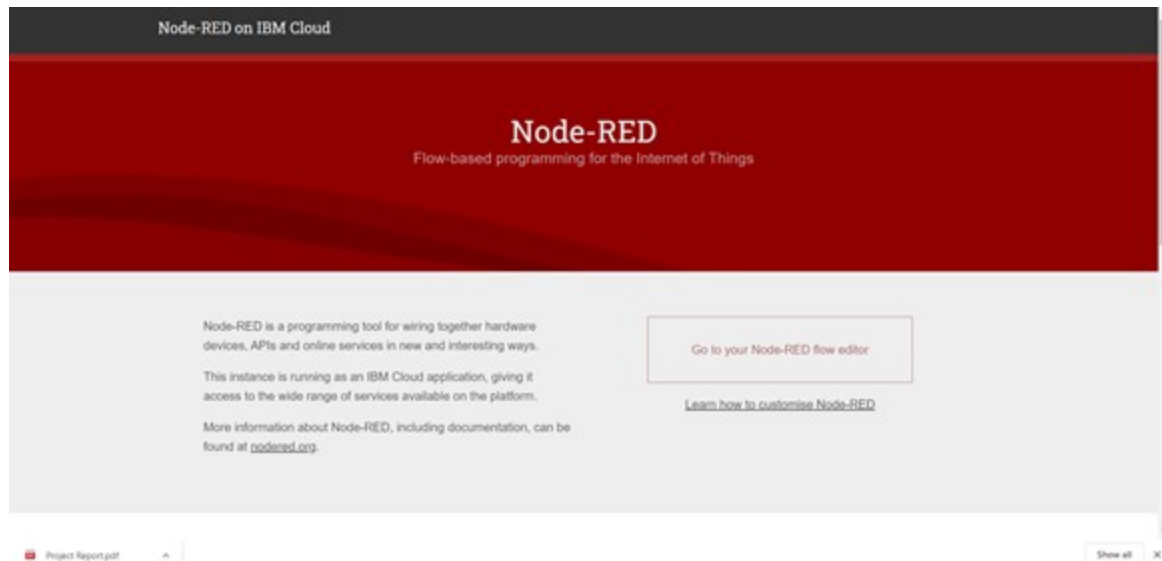 Node-RED on IBM Cloud
Node-RED
Flow-based programming for the Internet of Things
Node-RED is a programming tool for wiring together hardware
devices, APIs and online services in new and interesting ways.
This instance is running as an IBM Cloud application, giving it
access to the wide range of services available on the platform.
More information about Node-RED, including documentation, can be
found at nodered.org.
Go to your Node-RED flow editor
Learn how to customise Node-RED
Project Report.pdf
Show all